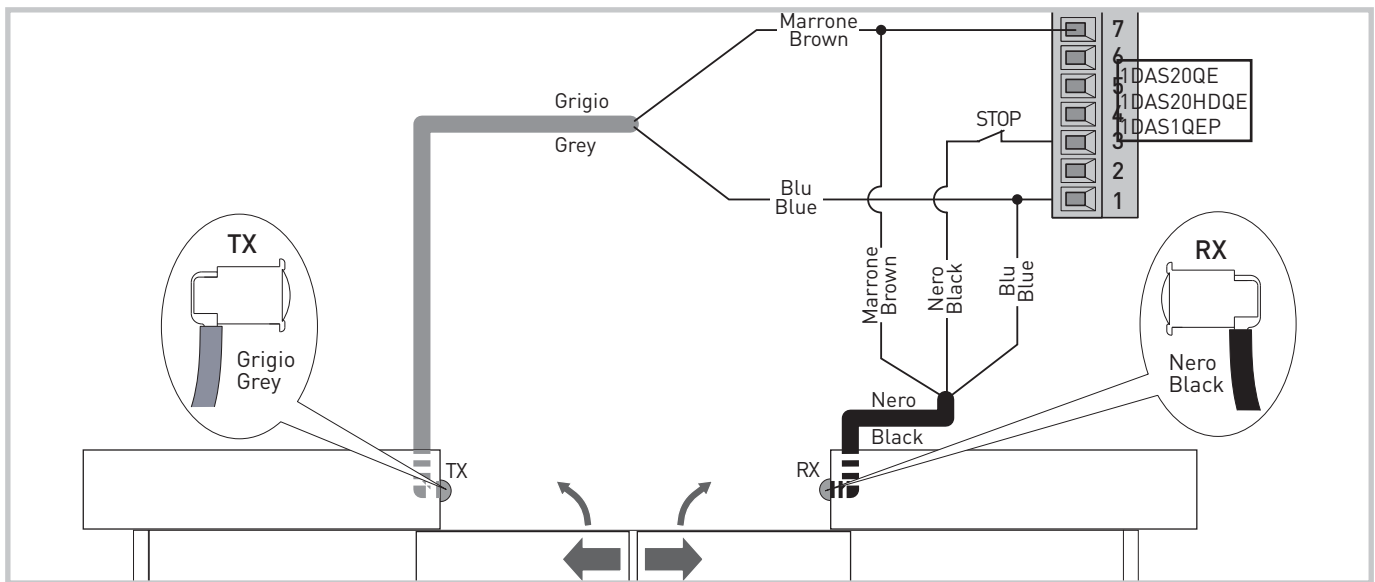 Marrone
Brown
7
6
5
4
3
2
1
1DAS20QE
1DAS20HDQE
1DAS1QEP
Grigio
Grey
STOP
Blu
Blue
TX
Grigio
Grey
Marrone
Brown
Nero
Black
Blu
Blue
RX
Nero
Black
Nero
Black
TX
RX